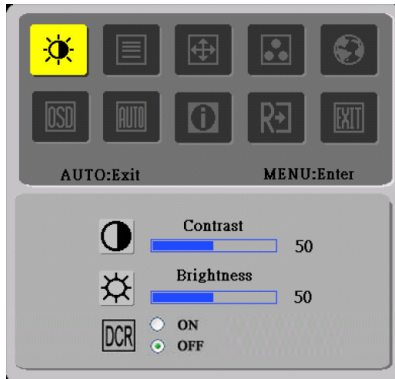 OSD AUTO i R EXIT
AUTO:Exit MENU:Enter
Contrast
50
Brightness
50
DCR ON
OFF